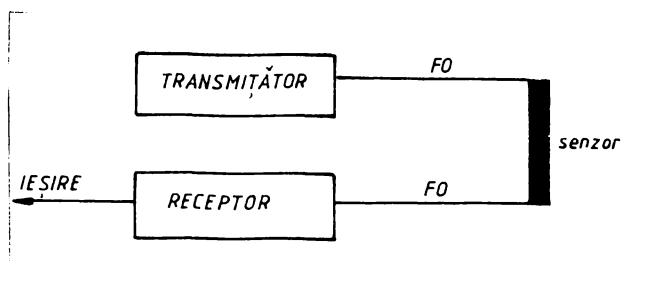 FO
TRANSMIȚĂTOR
senzor
IEȘIRE
RECEPTOR
FO